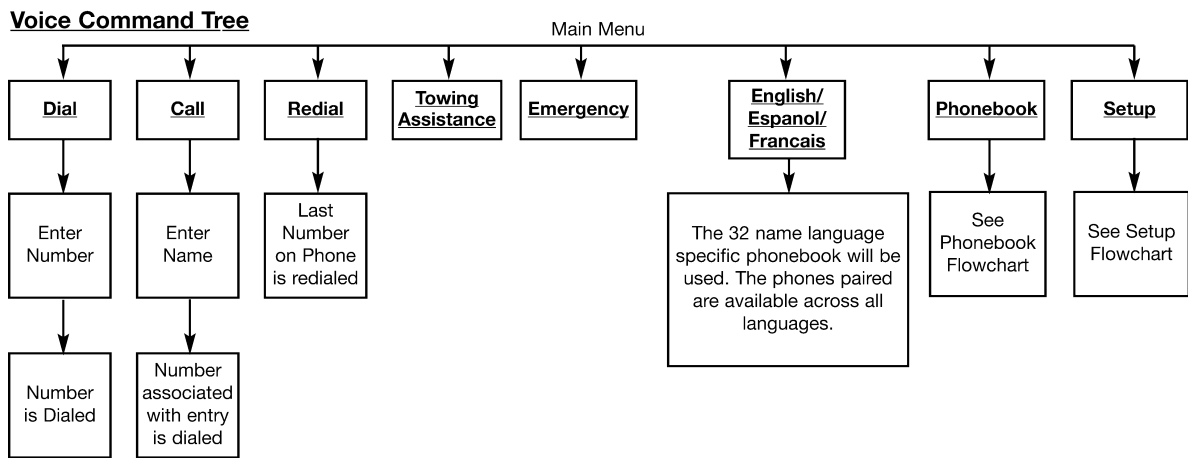 Voice Command Tree
Main Menu
Dial
Call
Redial
Towing
Assistance
Emergency
English/
Espanol/
Francais
Phonebook
Setup
Enter
Number
Enter
Name
Last
Number
on Phone
is redialed
The 32 name language
specific phonebook will be
used. The phones paired
are available across all
languages.
See
Phonebook
Flowchart
See Setup
Flowchart
Number
is Dialed
Number
associated
with entry
is dialed